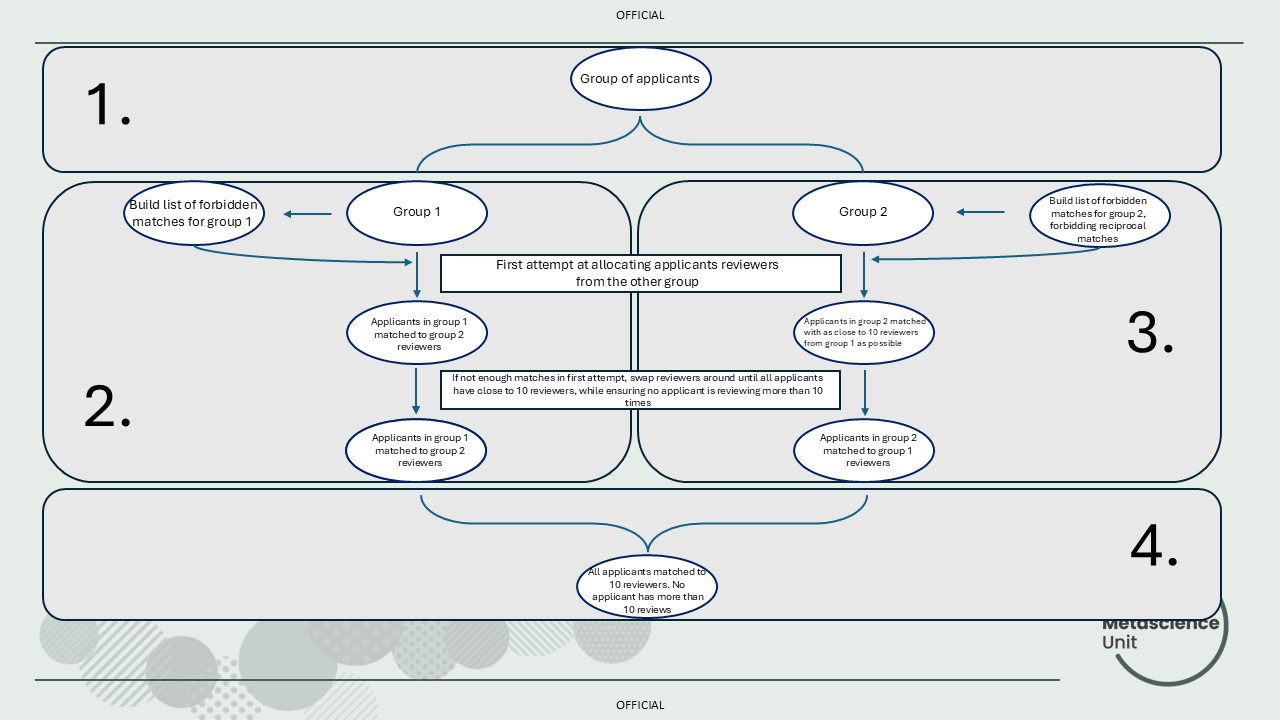 OFFICIAL
1.
Group of applicants
Build list of forbidden
matches for group 1
Group 1
Group 2
Build list of forbidden
matches for group 2,
forbidding reciprocal
matches
First attempt at allocating applicants reviewers
from the other group
Applicants in group 1
matched to group 2
reviewers
Applicants in group 2 matched
with as close to 10 reviewers
from group 1 as possible
3.
If not enough matches in first attempt, swap reviewers around until all applicants
have close to 10 reviewers, while ensuring no applicant is reviewing more than 10
times
2.
Applicants in group 1
matched to group 2
reviewers
Applicants in group 2
matched to group 1
reviewers
4.
All applicants matched to
10 reviewers. No
applicant has more than
10 reviews
Metascience
Unit
OFFICIAL